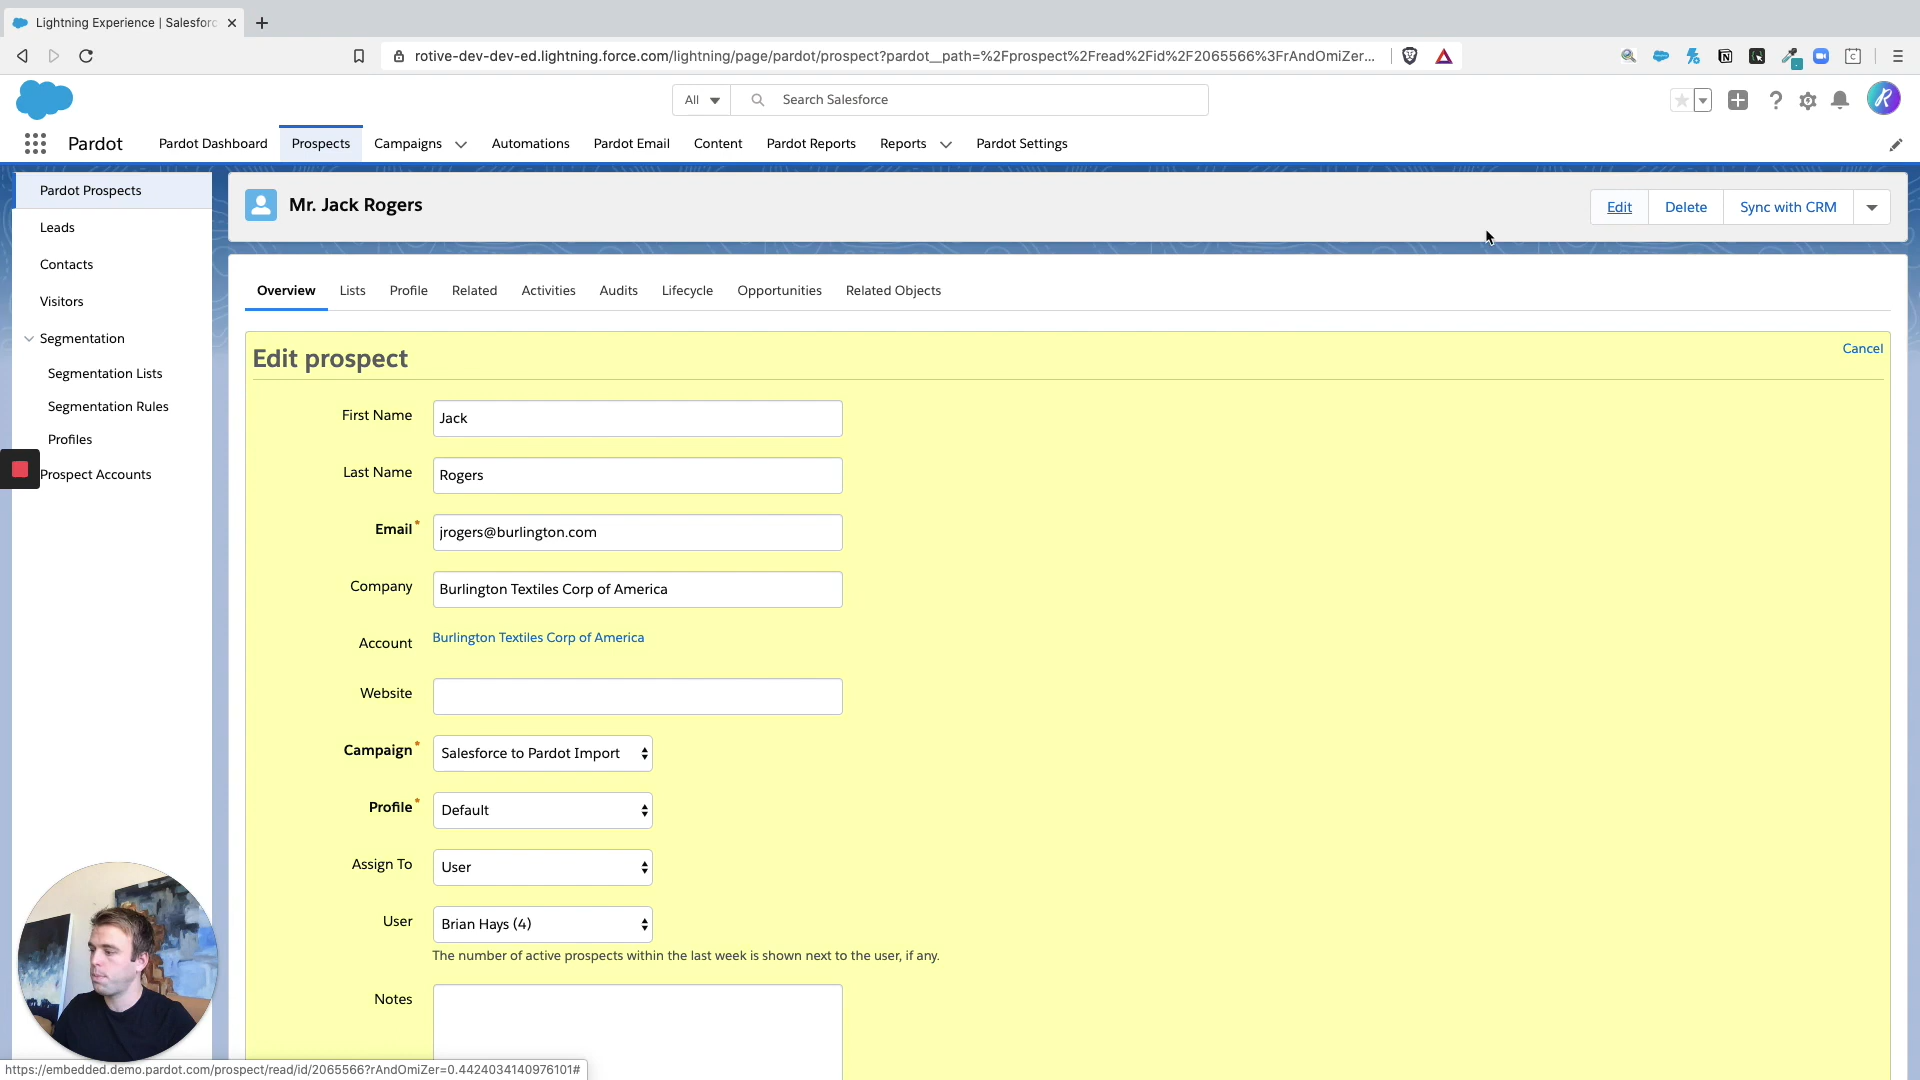 Lightning Experience | Salesforc
rotive-dev-dev-ed.lightning.force.com/lightning/page/pardot/prospect?pardot__path=%2Fprospect%2Fread%2Fid%2F2065566%3FrAndOmiZer...
All
Search Salesforce
Pardot
Pardot Dashboard
Prospects
Campaigns
Automations
Pardot Email
Content
Pardot Reports
Reports
Pardot Settings
Pardot Prospects
Leads
Contacts
Visitors
Segmentation
Segmentation Lists
Segmentation Rules
Profiles
Prospect Accounts
Mr. Jack Rogers
Edit
Delete
Sync with CRM
Overview
Lists
Profile
Related
Activities
Audits
Lifecycle
Opportunities
Related Objects
Edit prospect
Cancel
First Name
Jack
Last Name
Rogers
Email*
jrogers@burlington.com
Company
Burlington Textiles Corp of America
Account
Burlington Textiles Corp of America
Website
Campaign*
Salesforce to Pardot Import
Profile*
Default
Assign To
User
User
Brian Hays (4)
The number of active prospects within the last week is shown next to the user, if any.
Notes
https://embedded.demo.pardot.com/prospect/read/id/2065566?rAndOmiZer=0.4424034140976101#